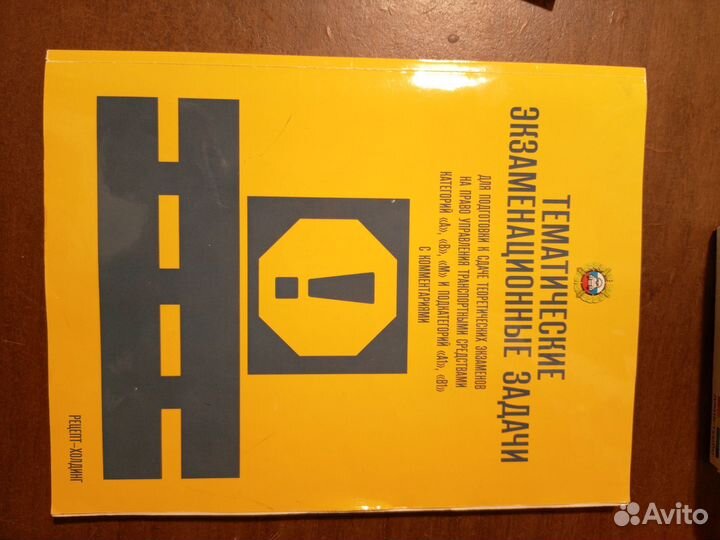 ТЕМАТИЧЕСКИЕ
ЭКЗАМЕНАЦИОННЫЕ ЗАДАЧИ
ДЛЯ ПОДГОТОВКИ К СДАЧЕ ТЕОРЕТИЧЕСКИХ ЭКЗАМЕНОВ
НА ПРАВО УПРАВЛЕНИЯ ТРАНСПОРТНЫМИ СРЕДСТВАМИ
КАТЕГОРИЙ «А», «В», «М» И ПОДКАТЕГОРИЙ «А1», «В1»
С КОММЕНТАРИЯМИ
РЕЦЕПТ-ХОЛДИНГ
Avito